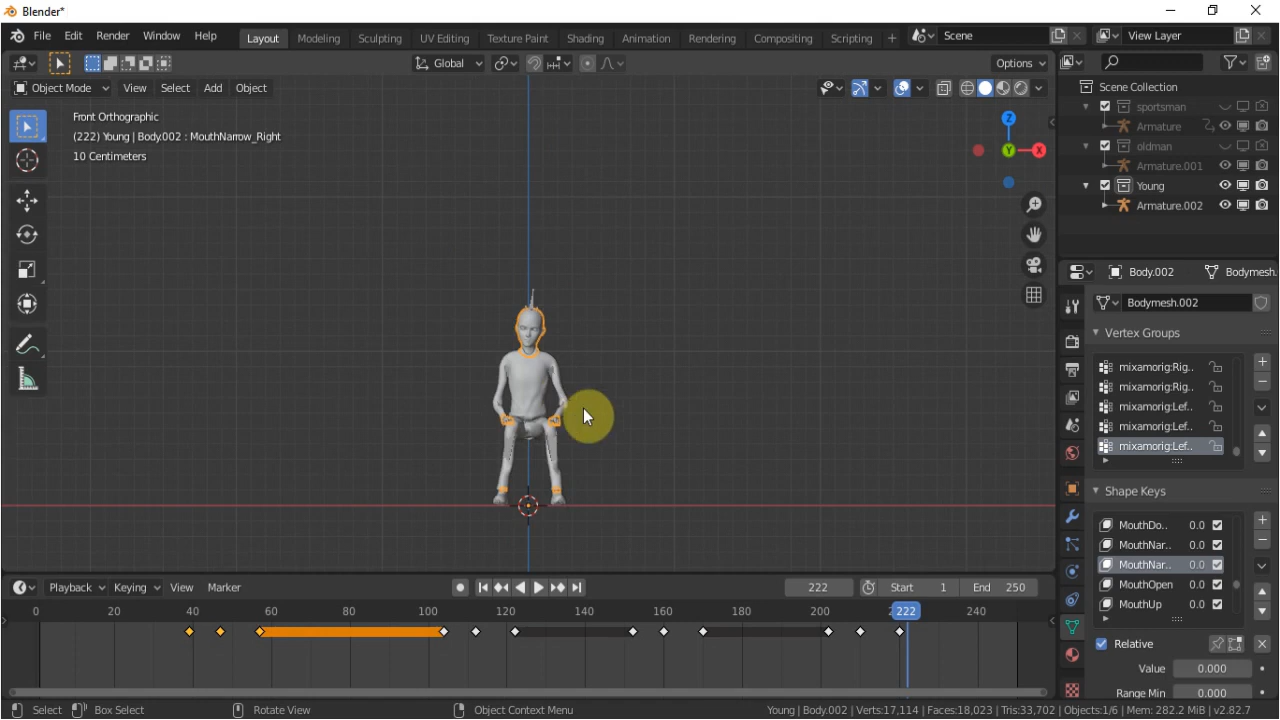 Blender*
File Edit Render Window Help Layout Modeling Sculpting UV Editing Texture Paint Shading Animation Rendering Compositing Scripting + Scene View Layer
Global Options
Object Mode View Select Add Object
Front Orthographic
(222) Young | Body.002 : MouthNarrow_Right
10 Centimeters
Z
Y
X
Scene Collection
sportsman
Armature
oldman
Armature.001
Young
Armature.002
Body.002 Bodymesh.
Bodymesh.002
Vertex Groups
mixamorig:Rig..
mixamorig:Rig..
mixamorig:Lef..
mixamorig:Lef..
mixamorig:Lef..
Shape Keys
MouthDo.. 0.0
MouthNar.. 0.0
MouthNar.. 0.0
MouthOpen 0.0
MouthUp 0.0
Relative
Value 0.000
Range Min 0.000
Playback Keying View Marker 222 Start 1 End 250
0 20 40 60 80 100 120 140 160 180 200 222 240
Select Box Select Rotate View Object Context Menu Young | Body.002 | Verts:17,114 | Faces:18,023 | Tris:33,702 | Objects:1/6 | Mem: 282.2 MiB | v2.82.7